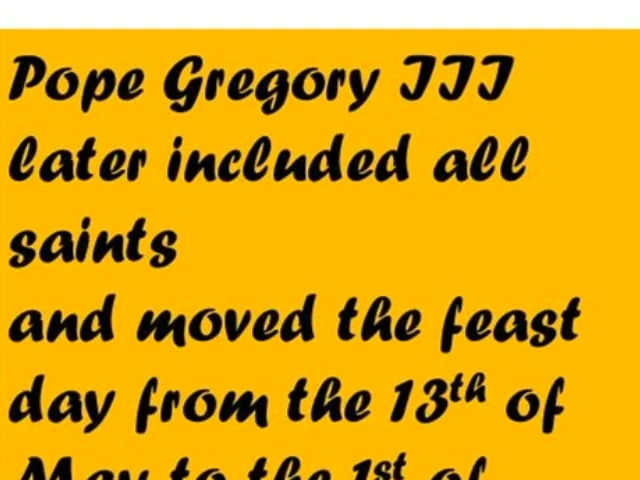 Pope Gregory III
later included all
saints
and moved the feast
day from the 13th of
May to the 1st of